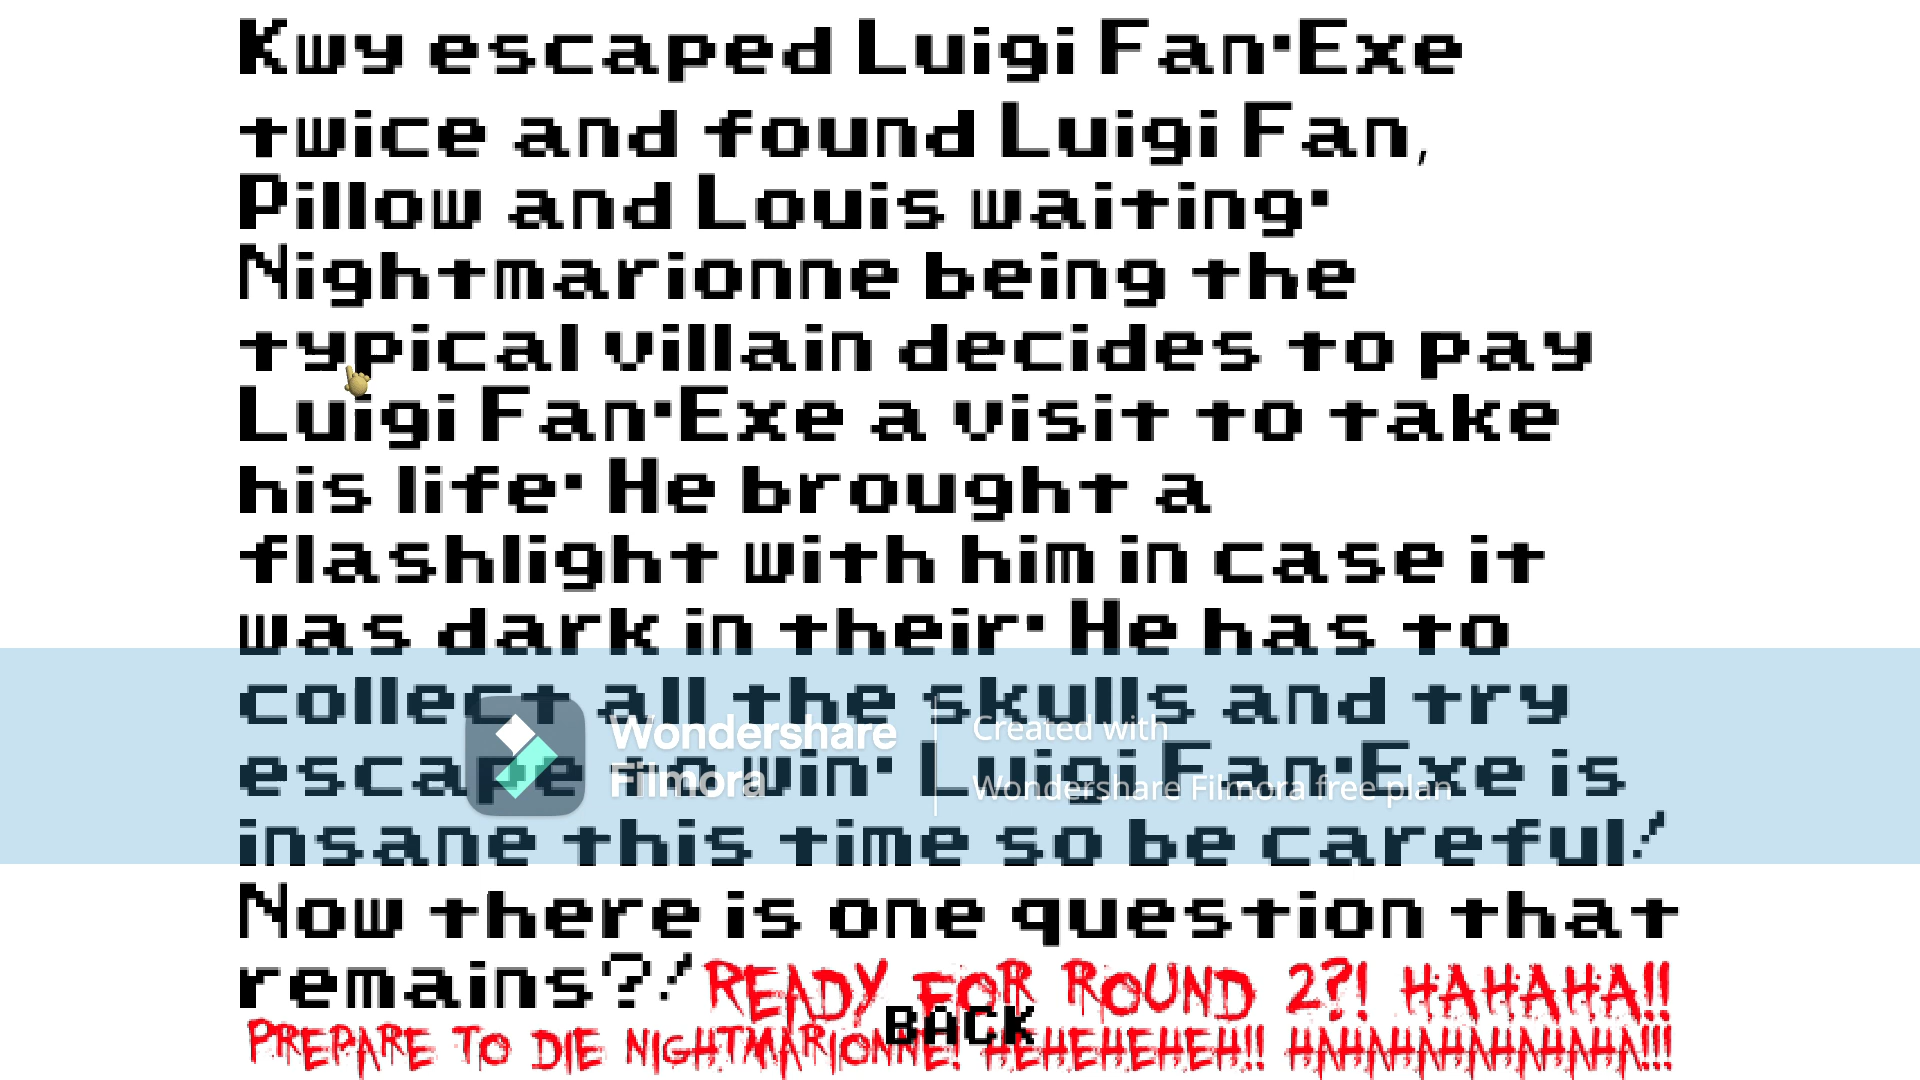 Kwy escaped Luigi Fan.Exe
twice and found Luigi Fan,
Pillow and Louis waiting.
Nightmarionne being the
typical villain decides to pay
Luigi Fan.Exe a visit to take
his life. He brought a
flashlight with him in case it
was dark in their. He has to
collect all the skulls and try
escape to win. Luigi Fan.Exe is
insane this time so be careful!
Now there is one question that
remains?! READY FOR ROUND 2?! HAHAHA!!
PREPARE TO DIE NIGHTMARIONNE! HEHEHEHEH!! HAHAHAHAHAHAHA!!!
BACK
Wondershare
Filmora
Created with
Wondershare Filmora free plan